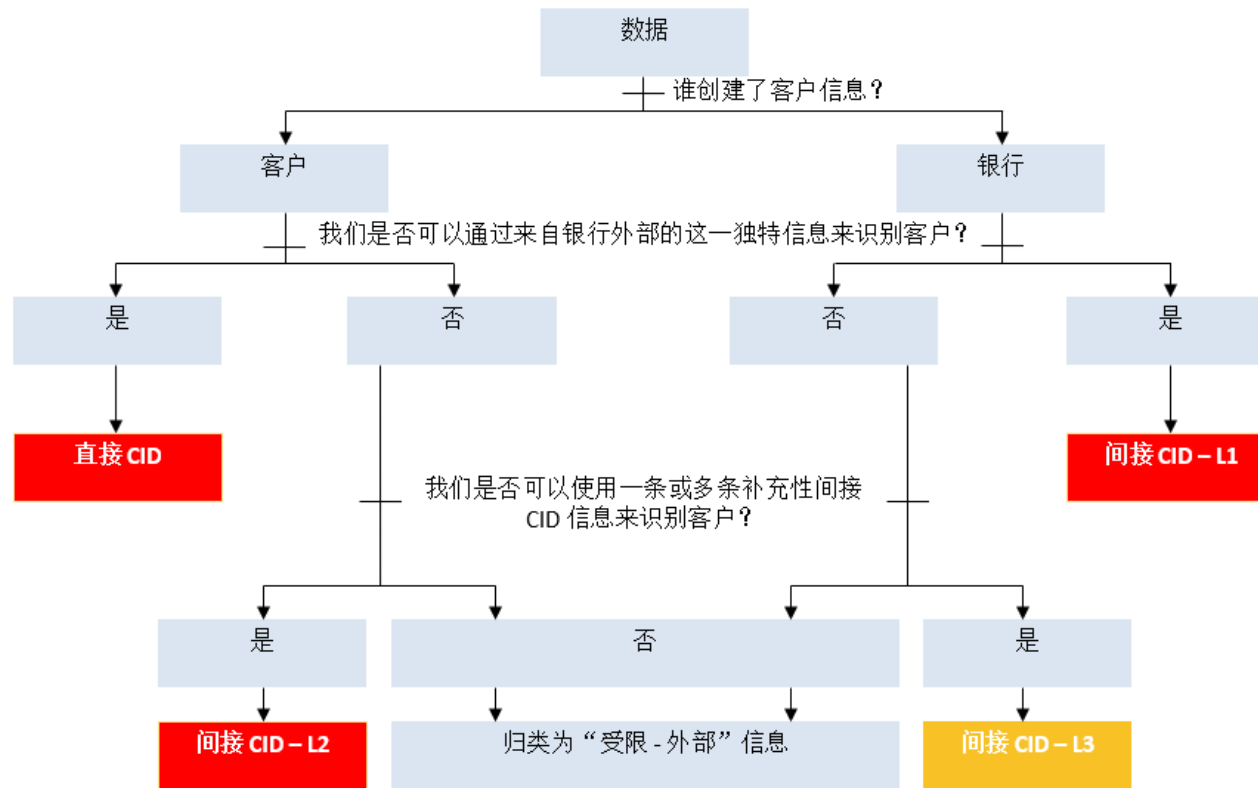 数据
谁创建了客户信息？
客户
银行
我们是否可以通过来自银行外部的这一独特信息来识别客户？
是
否
否
是
直接 CID
间接 CID – L1
我们是否可以使用一条或多条补充性间接
CID 信息来识别客户？
是
否
是
间接 CID – L2
归类为“受限 - 外部”信息
间接 CID – L3